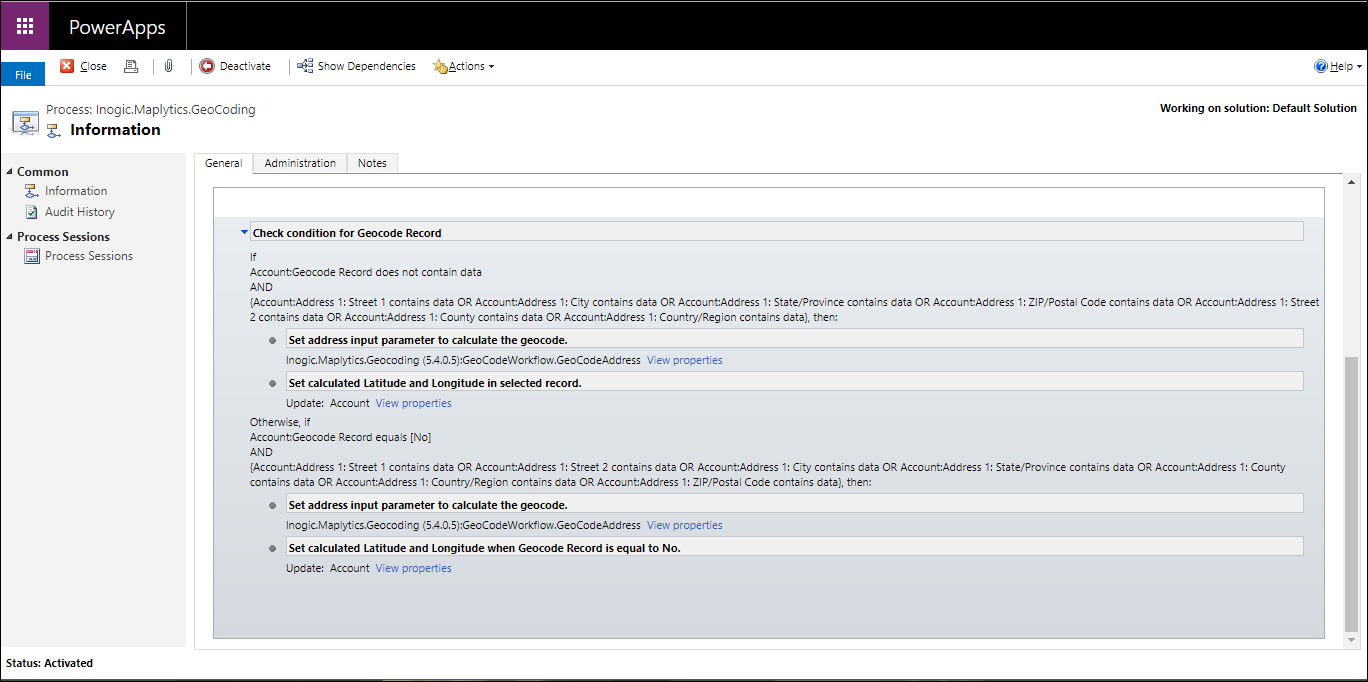 PowerApps
File
Close
Deactivate
Show Dependencies
Actions
Help
Process: Inogic.Maplytics.GeoCoding
Information
Working on solution: Default Solution
Common
Information
Audit History
Process Sessions
Process Sessions
General
Administration
Notes
Check condition for Geocode Record
If
Account:Geocode Record does not contain data
AND
{Account:Address 1: Street 1 contains data OR Account:Address 1: City contains data OR Account:Address 1: State/Province contains data OR Account:Address 1: ZIP/Postal Code contains data OR Account:Address 1: Street
2 contains data OR Account:Address 1: County contains data OR Account:Address 1: Country/Region contains data}, then:
Set address input parameter to calculate the geocode.
Inogic.Maplytics.Geocoding (5.4.0.5):GeoCodeWorkflow.GeoCodeAddress View properties
Set calculated Latitude and Longitude in selected record.
Update: Account View properties
Otherwise, if
Account:Geocode Record equals [No]
AND
{Account:Address 1: Street 1 contains data OR Account:Address 1: Street 2 contains data OR Account:Address 1: City contains data OR Account:Address 1: State/Province contains data OR Account:Address 1: County
contains data OR Account:Address 1: Country/Region contains data OR Account:Address 1: ZIP/Postal Code contains data}, then:
Set address input parameter to calculate the geocode.
Inogic.Maplytics.Geocoding (5.4.0.5):GeoCodeWorkflow.GeoCodeAddress View properties
Set calculated Latitude and Longitude when Geocode Record is equal to No.
Update: Account View properties
Status: Activated